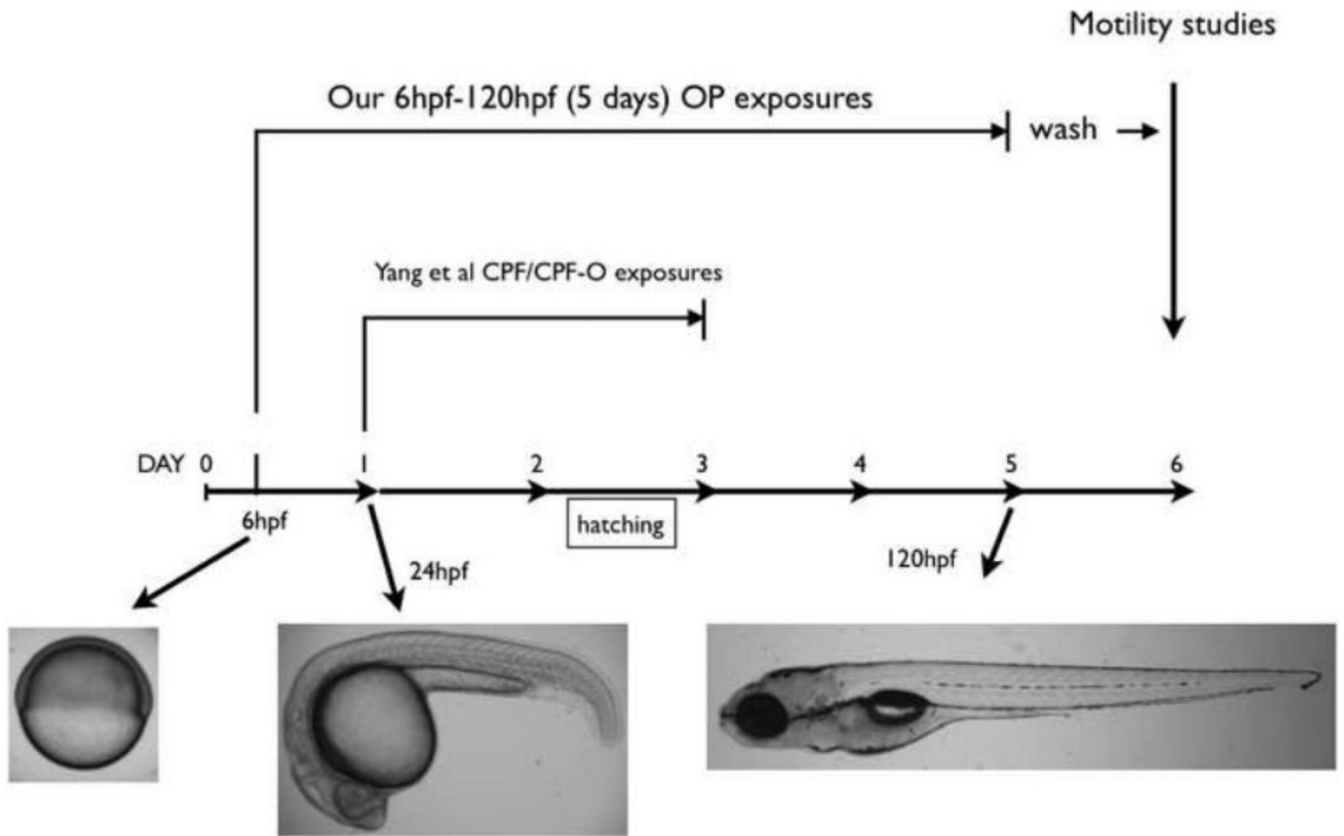 Motility studies
Our 6hpf-120hpf (5 days) OP exposures
wash
Yang et al CPF/CPF-O exposures
DAY 0 1 2 3 4 5 6
6hpf
hatching
24hpf
120hpf